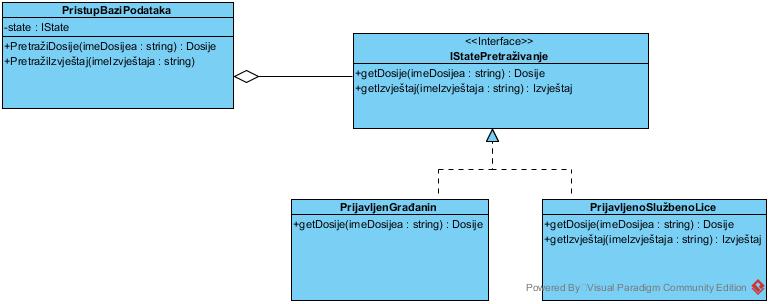 PristupBaziPodataka
-state : IState
+PretražiDosije(imeDosijea : string) : Dosije
+PretražiIzvještaj(imeIzvještaja : string)
<<Interface>>
IStatePretraživanje
+getDosije(imeDosijea : string) : Dosije
+getIzvještaj(imeIzvještaja : string) : Izvještaj
PrijavljenGrađanin
+getDosije(imeDosijea : string) : Dosije
PrijavljenoSlužbenoLice
+getDosije(imeDosijea : string) : Dosije
+getIzvještaj(imeIzvještaja : string) : Izvještaj
Powered By Visual Paradigm Community Edition